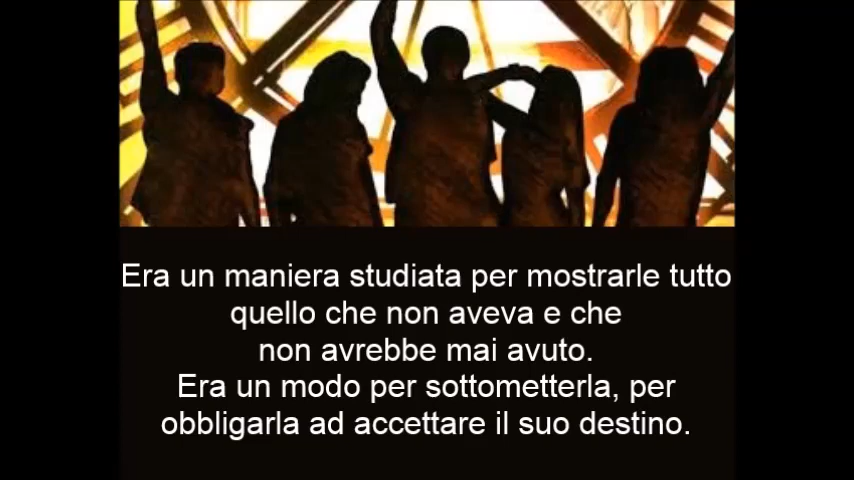 Era un maniera studiata per mostrarle tutto
quello che non aveva e che
non avrebbe mai avuto.
Era un modo per sottometterla, per
obbligarla ad accettare il suo destino.